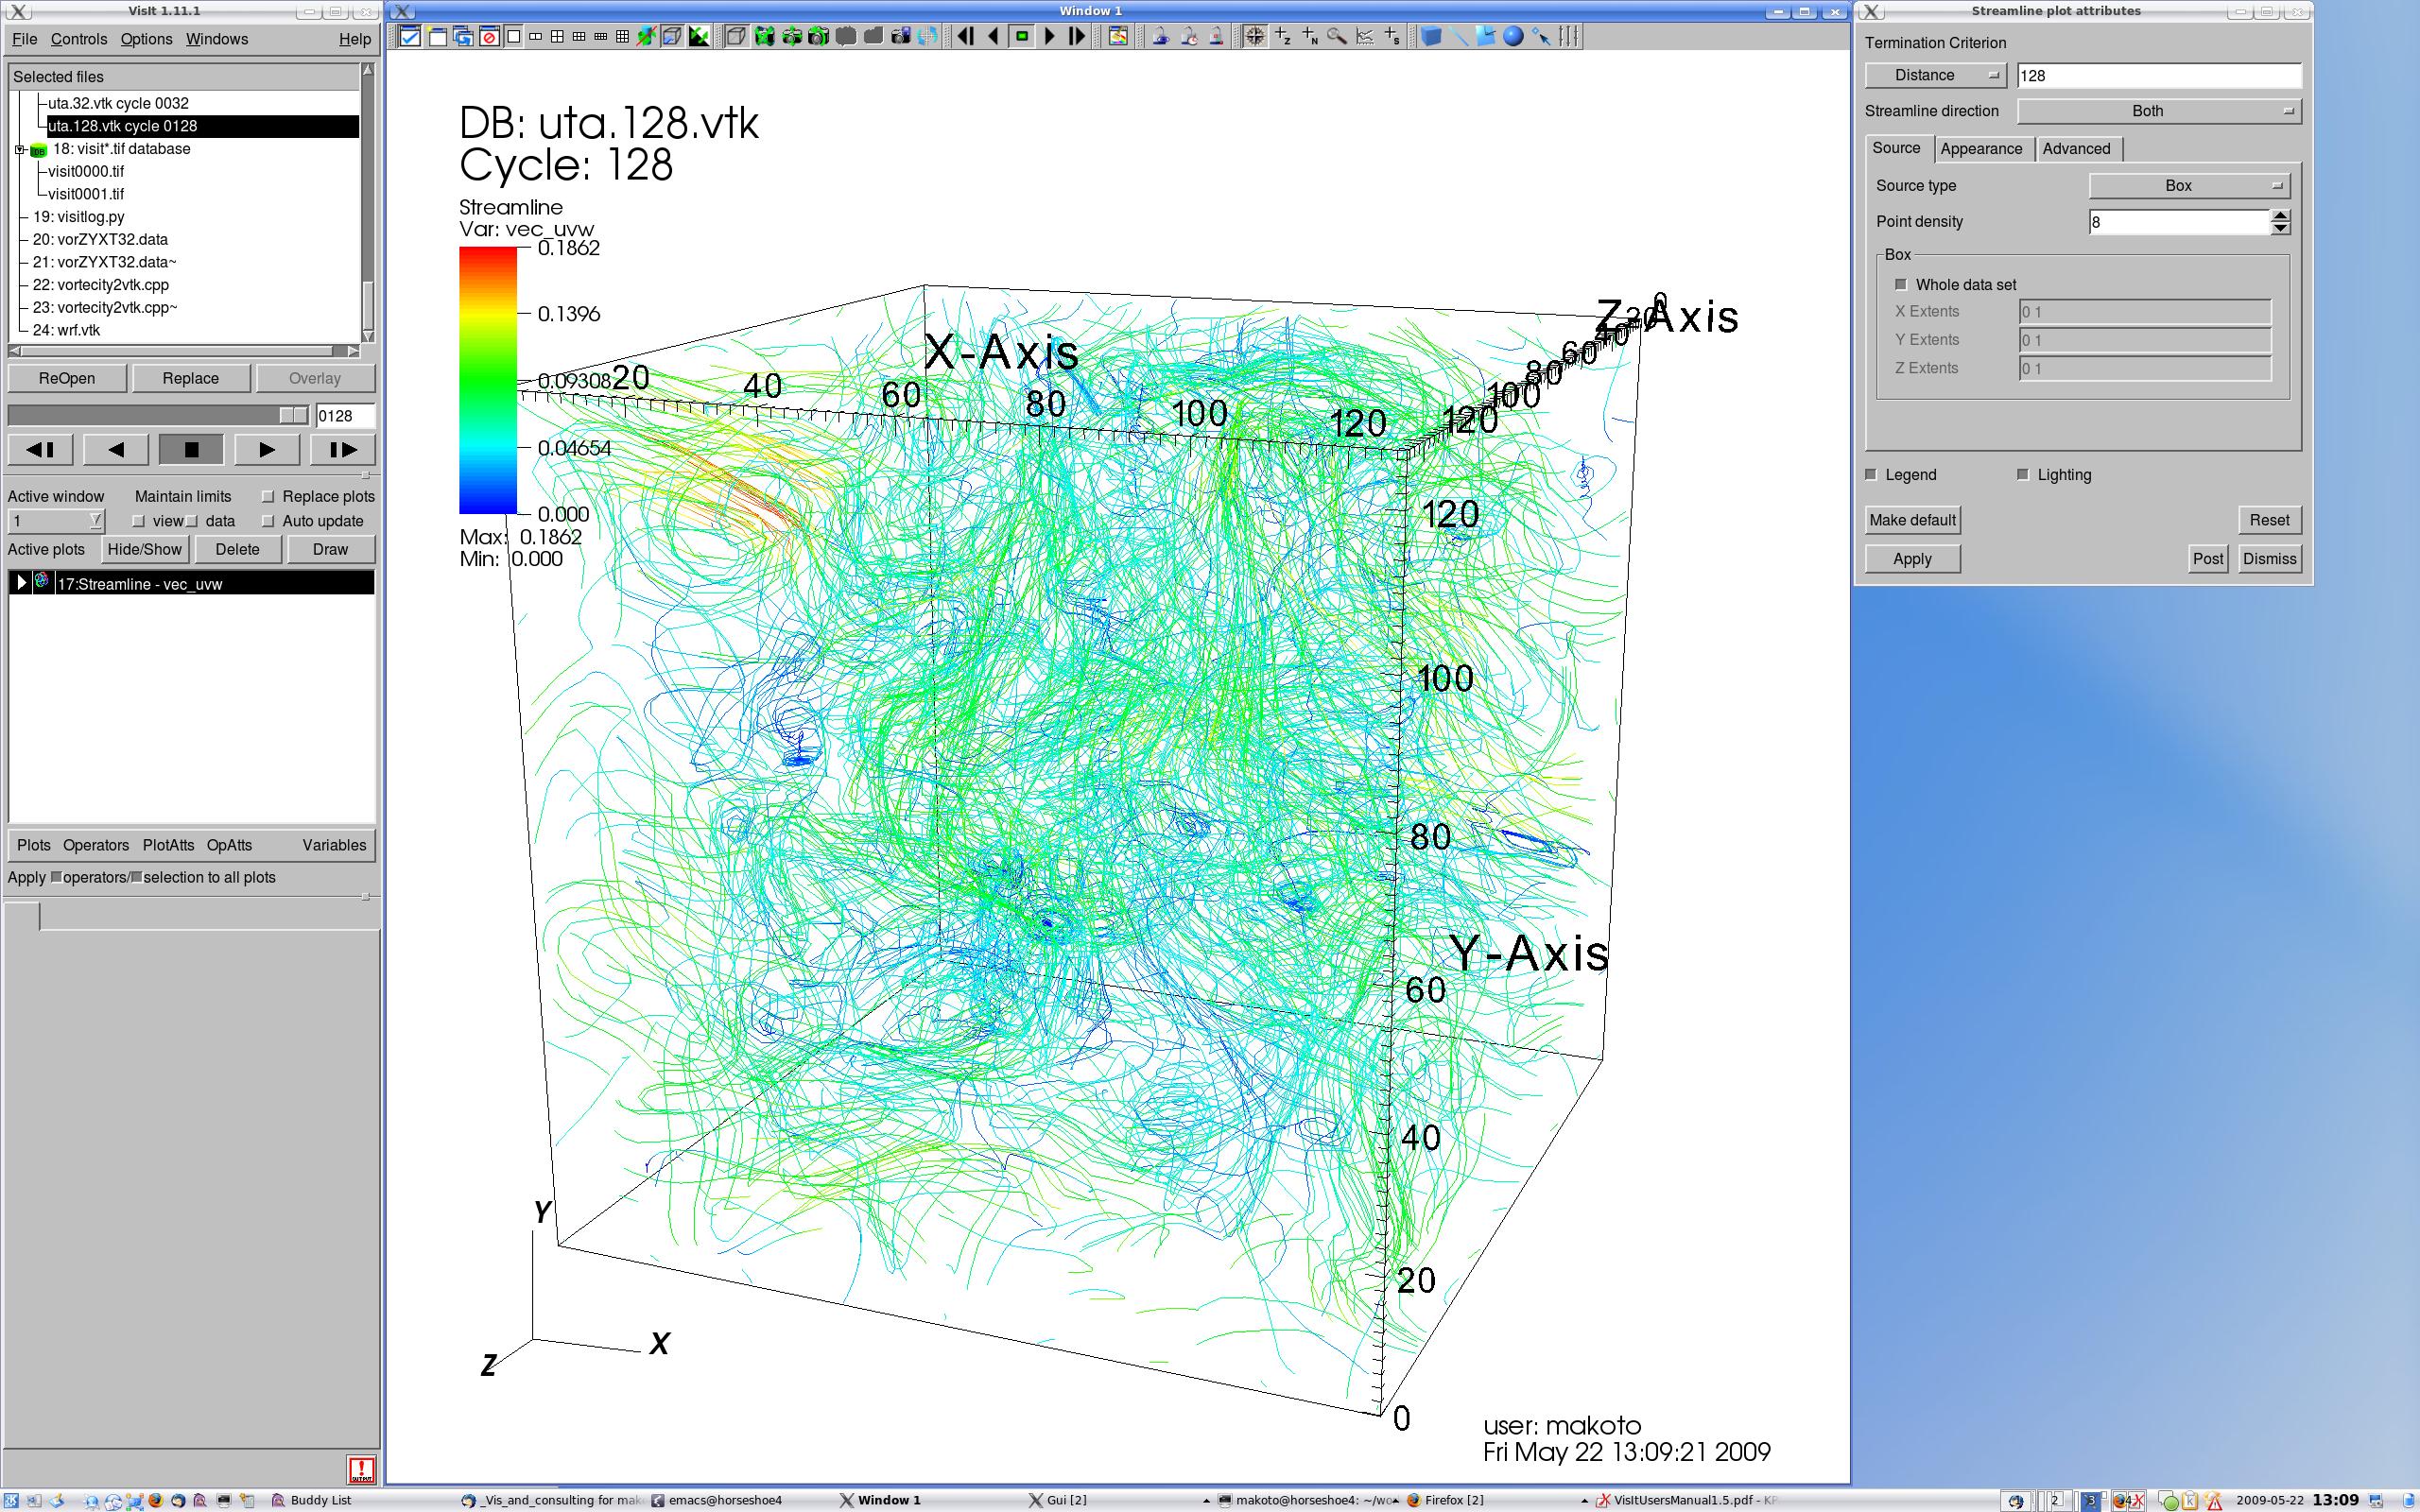 VisIt 1.11.1
File Controls Options Windows Help
Selected files
uta.32.vtk cycle 0032
uta.128.vtk cycle 0128
18: visit*.tif database
visit0000.tif
visit0001.tif
19: visitlog.py
20: vorZYXT32.data
21: vorZYXT32.data~
22: vortecity2vtk.cpp
23: vortecity2vtk.cpp~
24: wrf.vtk
ReOpen Replace Overlay
0128
Active window Maintain limits Replace plots
1 view data Auto update
Active plots Hide/Show Delete Draw
17:Streamline - vec_uvw
Plots Operators PlotAtts OpAtts Variables
Apply operators/ selection to all plots
Window 1
DB: uta.128.vtk
Cycle: 128
Streamline
Var: vec_uvw
0.1862
0.1396
0.09308
0.04654
0.000
Max: 0.1862
Min: 0.000
X-Axis
20 40 60 80 100 120
Z-Axis
0
20
40
60
80
100
120
120
100
80
Y-Axis
60
40
20
0
Y
X
Z
user: makoto
Fri May 22 13:09:21 2009
Streamline plot attributes
Termination Criterion
Distance 128
Streamline direction Both
Source Appearance Advanced
Source type Box
Point density 8
Box
Whole data set
X Extents 0 1
Y Extents 0 1
Z Extents 0 1
Legend Lighting
Make default Reset
Apply Post Dismiss
Buddy List _Vis_and_consulting for mak emacs@horseshoe4 Window 1 Gui [2] makoto@horseshoe4: ~/wo Firefox [2] VisItUsersManual1.5.pdf - KP 2 3 4 2009-05-22 13:09